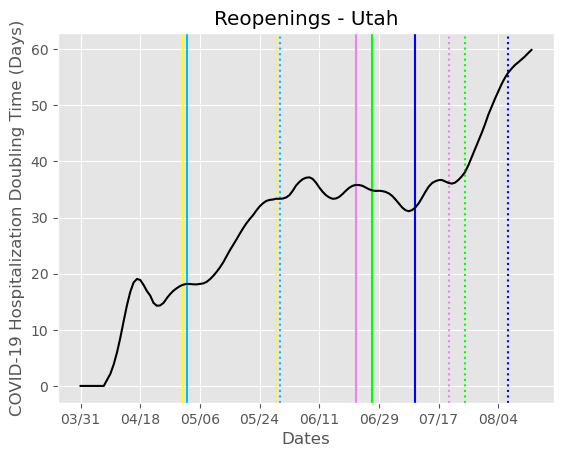 Reopenings - Utah
COVID-19 Hospitalization Doubling Time (Days)
60
50
40
30
20
10
0
03/31 04/18 05/06 05/24 06/11 06/29 07/17 08/04
Dates